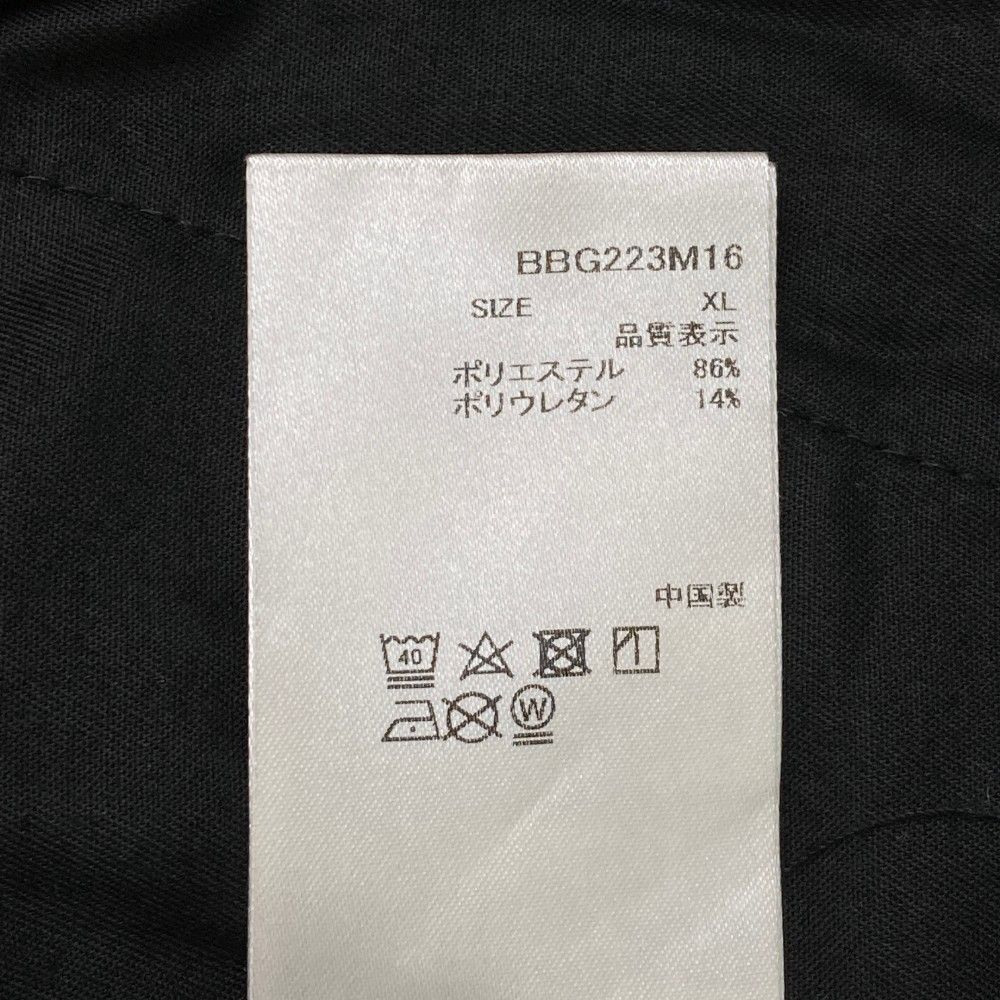 BBG223M16
SIZE XL
品質表示
ポリエステル 86%
ポリウレタン 14%
中国製
40
W